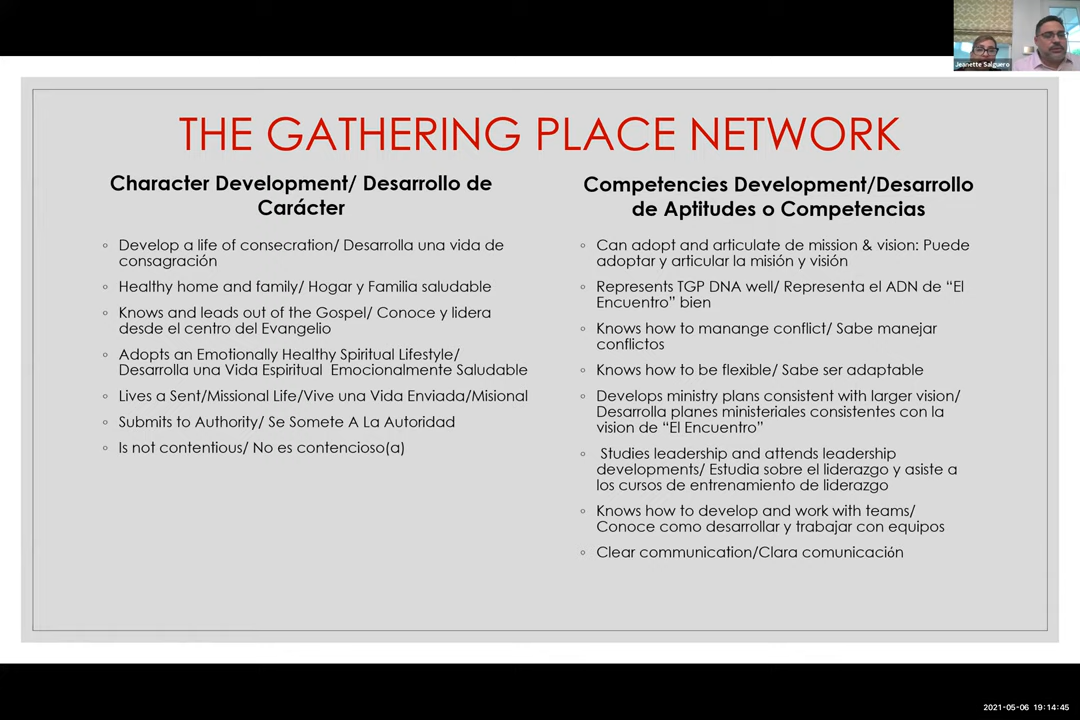 Jeanette Salguero
THE GATHERING PLACE NETWORK
Character Development/ Desarrollo de
Carácter
◦ Develop a life of consecration/ Desarrolla una vida de
consagración
◦ Healthy home and family/ Hogar y Familia saludable
◦ Knows and leads out of the Gospel/ Conoce y lidera
desde el centro del Evangelio
◦ Adopts an Emotionally Healthy Spiritual Lifestyle/
Desarrolla una Vida Espiritual Emocionalmente Saludable
◦ Lives a Sent/Missional Life/Vive una Vida Enviada/Misional
◦ Submits to Authority/ Se Somete A La Autoridad
◦ Is not contentious/ No es contencioso(a)
Competencies Development/Desarrollo
de Aptitudes o Competencias
◦ Can adopt and articulate de mission & vision: Puede
adoptar y articular la misión y visión
◦ Represents TGP DNA well/ Representa el ADN de “El
Encuentro” bien
◦ Knows how to manange conflict/ Sabe manejar
conflictos
◦ Knows how to be flexible/ Sabe ser adaptable
◦ Develops ministry plans consistent with larger vision/
Desarrolla planes ministeriales consistentes con la
vision de “El Encuentro”
◦ Studies leadership and attends leadership
developments/ Estudia sobre el liderazgo y asiste a
los cursos de entrenamiento de liderazgo
◦ Knows how to develop and work with teams/
Conoce como desarrollar y trabajar con equipos
◦ Clear communication/Clara comunicación
2021-05-06 19:14:45